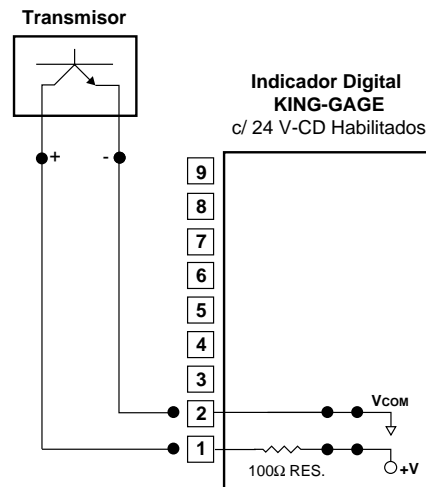 Transmisor
Indicador Digital
KING-GAGE
c/ 24 V-CD Habilitados
+
-
9
8
7
6
5
4
3
2
VCOM
1
100Ω RES.
+V